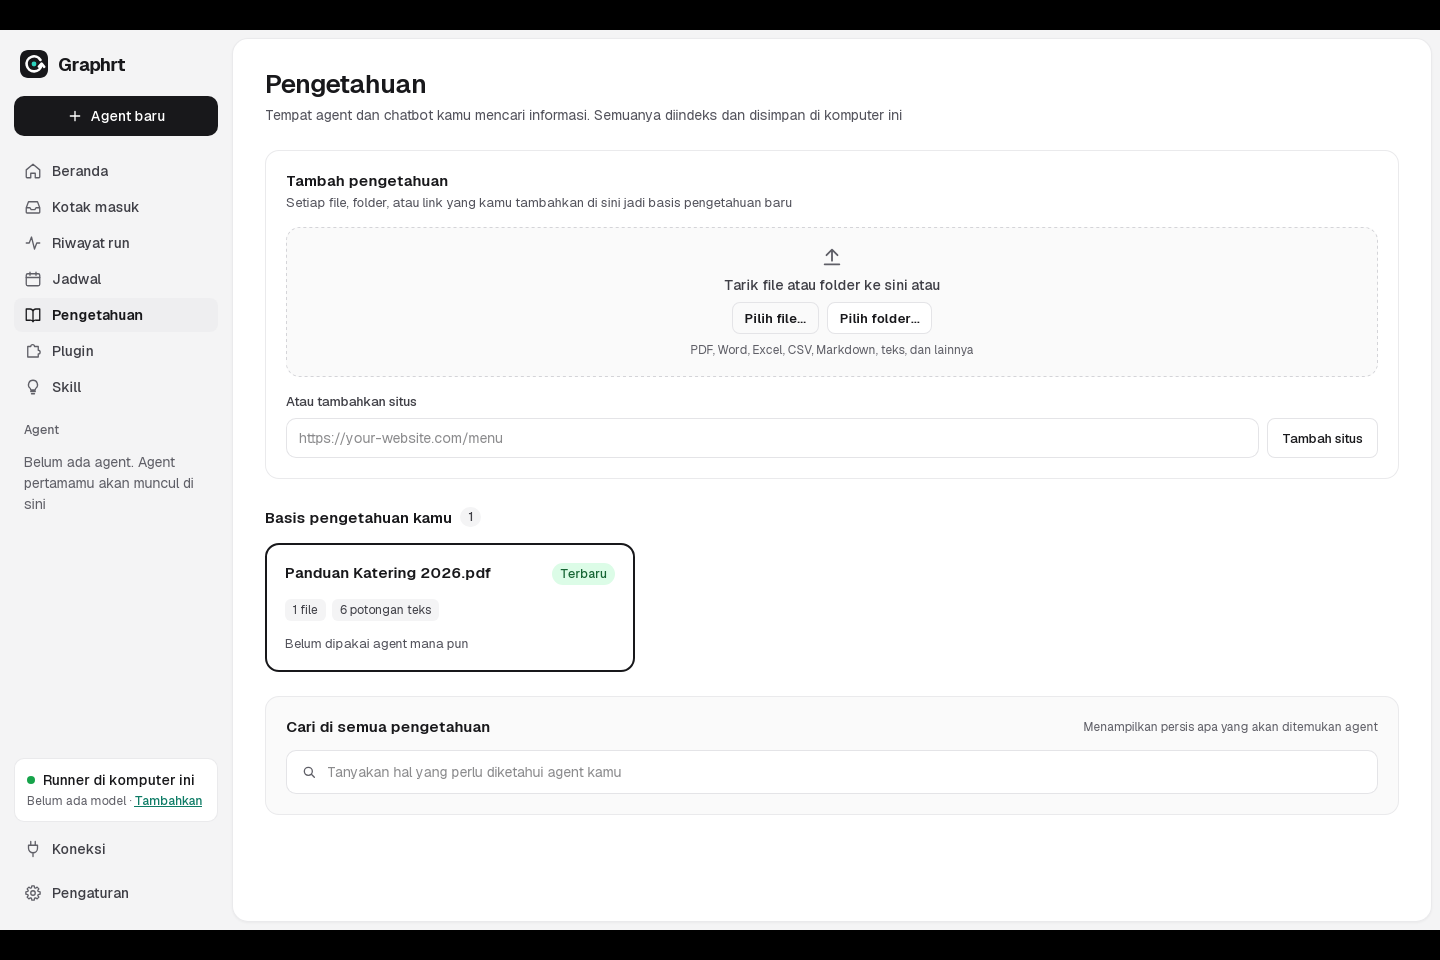 Graphrt
Agent baru
Beranda
Kotak masuk
Riwayat run
Jadwal
Pengetahuan
Plugin
Skill
Agent
Belum ada agent. Agent
pertamamu akan muncul di
sini
Runner di komputer ini
Belum ada model · Tambahkan
Koneksi
Pengaturan
Pengetahuan
Tempat agent dan chatbot kamu mencari informasi. Semuanya diindeks dan disimpan di komputer ini
Tambah pengetahuan
Setiap file, folder, atau link yang kamu tambahkan di sini jadi basis pengetahuan baru
Tarik file atau folder ke sini atau
Pilih file... Pilih folder...
PDF, Word, Excel, CSV, Markdown, teks, dan lainnya
Atau tambahkan situs
https://your-website.com/menu Tambah situs
Basis pengetahuan kamu 1
Panduan Katering 2026.pdf Terbaru
1 file 6 potongan teks
Belum dipakai agent mana pun
Cari di semua pengetahuan Menampilkan persis apa yang akan ditemukan agent
Tanyakan hal yang perlu diketahui agent kamu